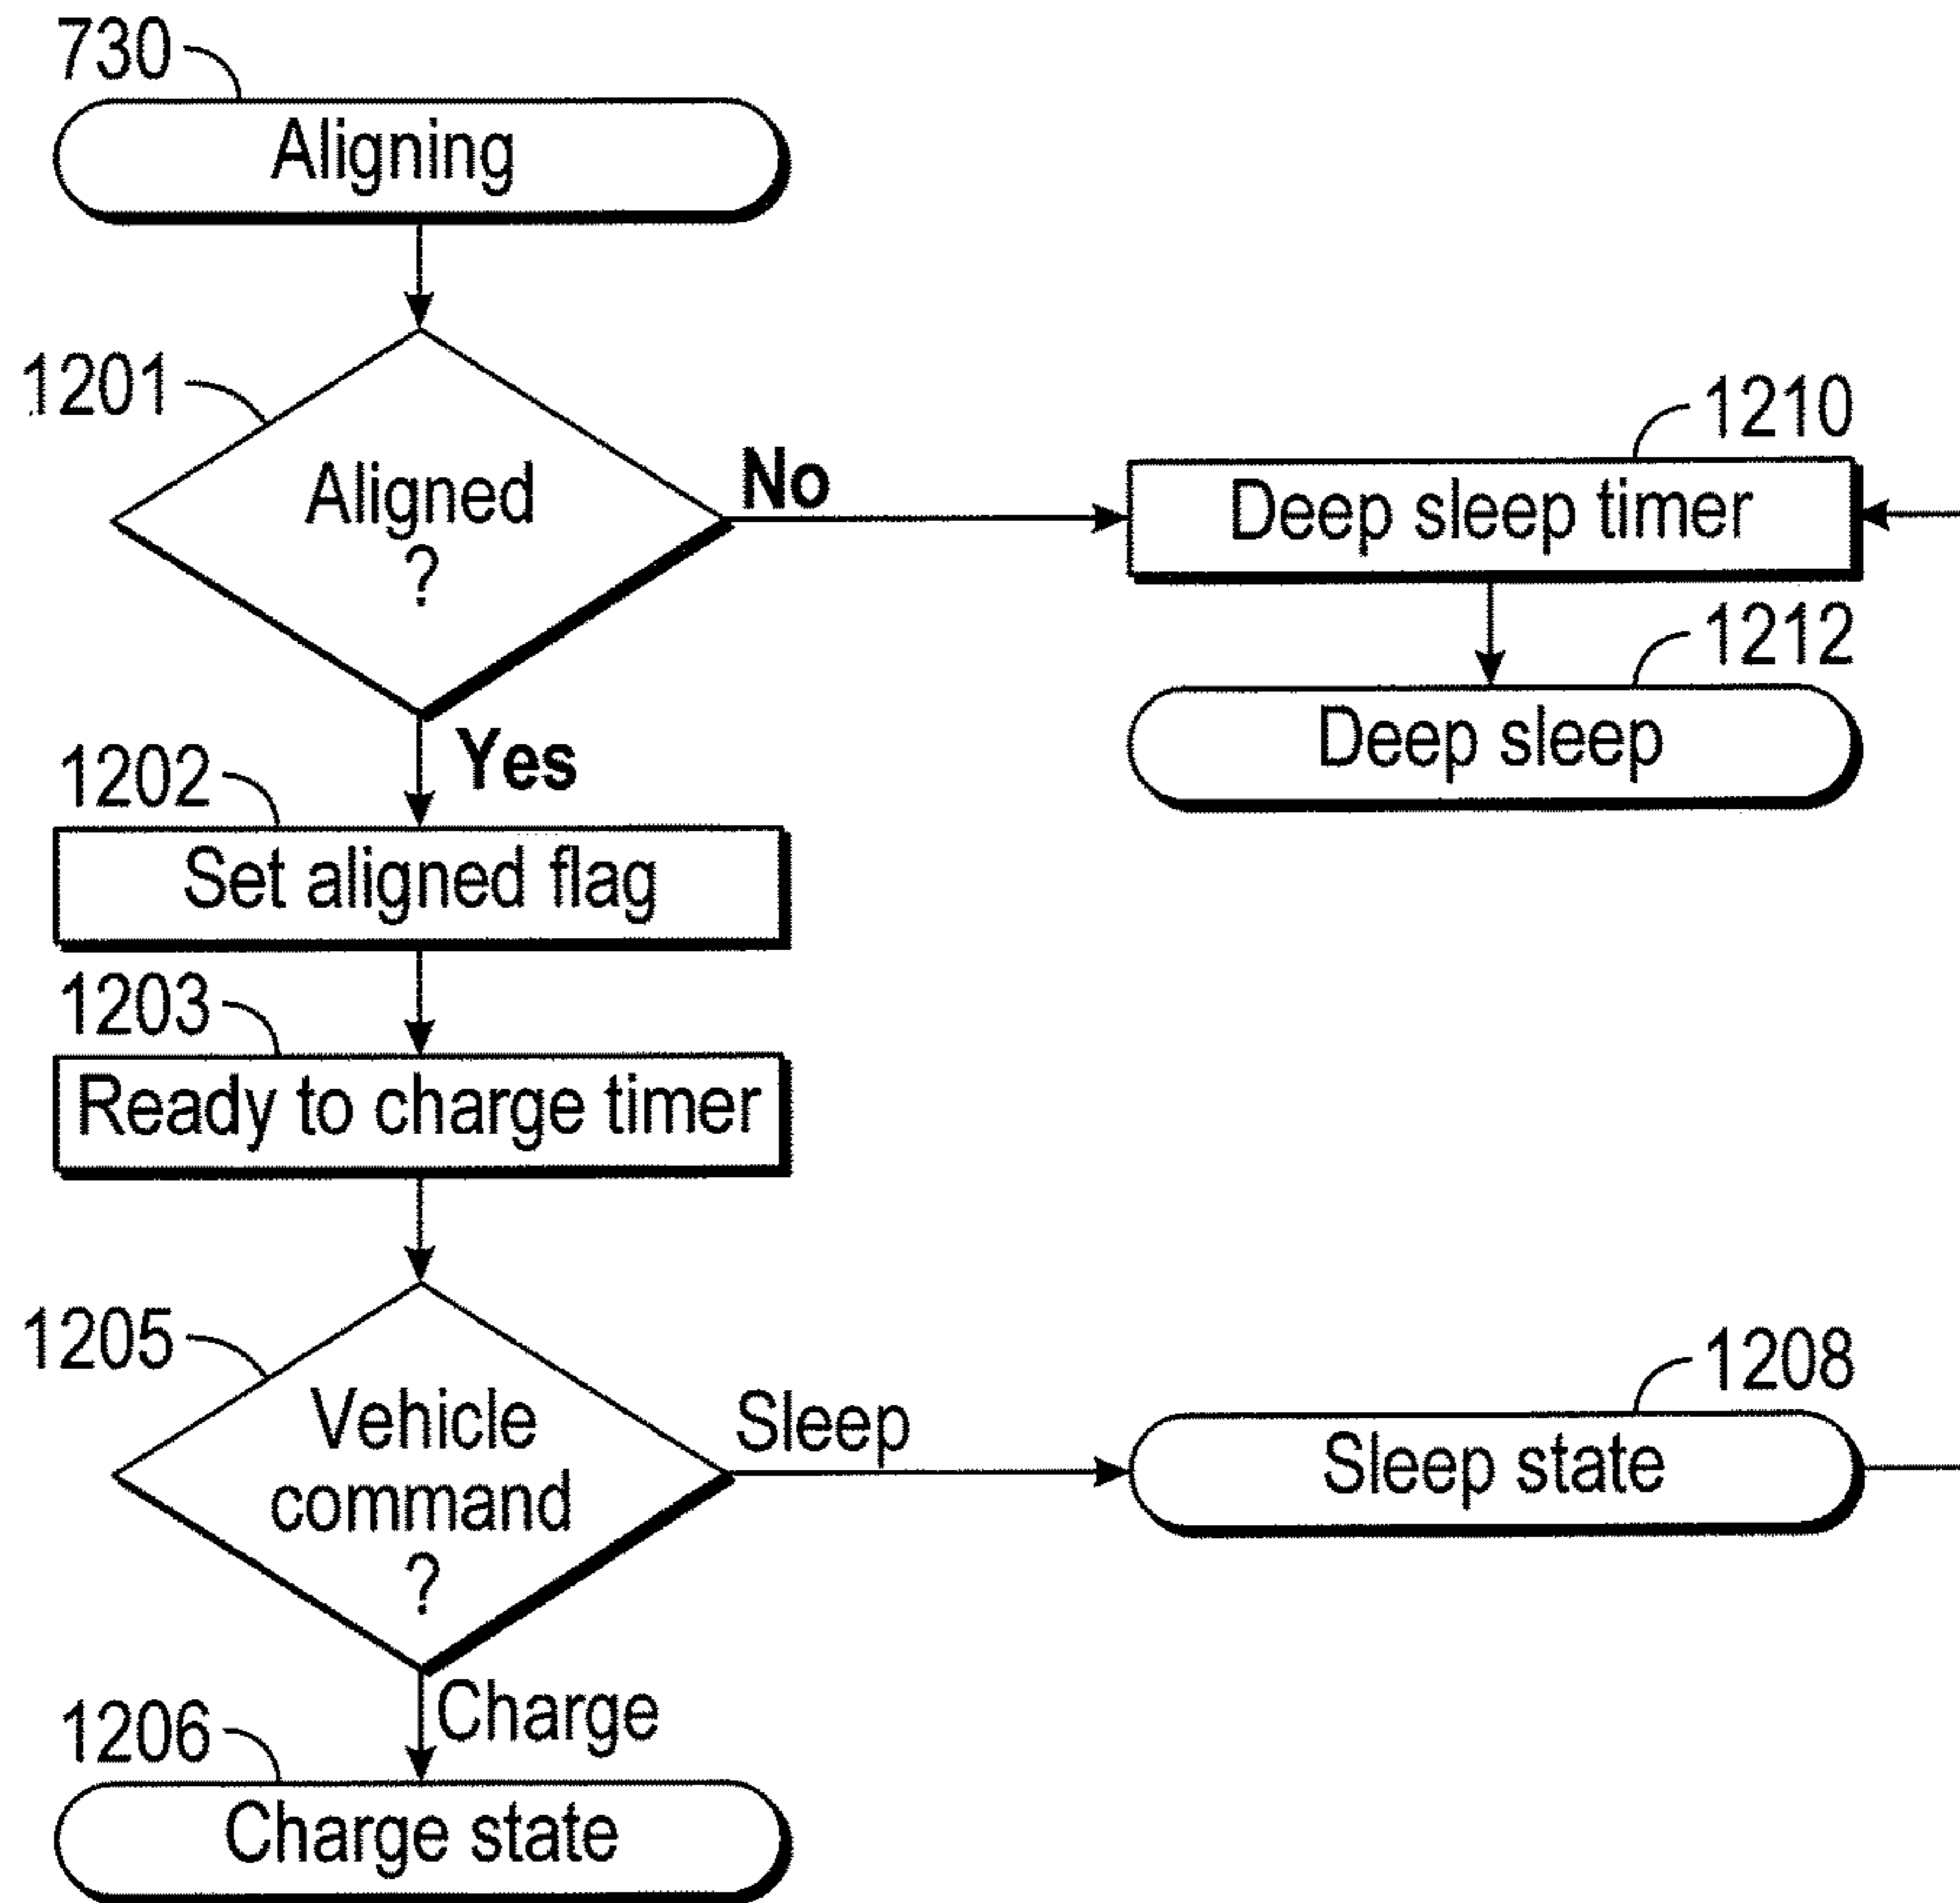 730
Aligning
1201
Aligned
?
No
1210
Deep sleep timer
1212
Deep sleep
Yes
1202
Set aligned flag
1203
Ready to charge timer
1205
Vehicle
command
?
Sleep
1208
Sleep state
Charge
1206
Charge state